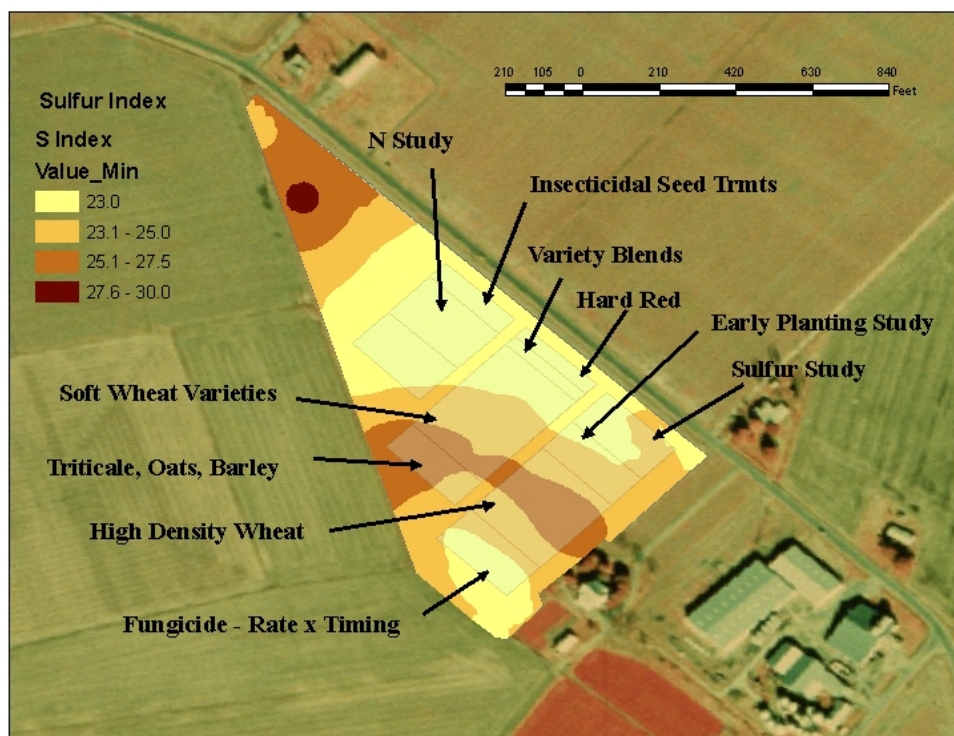 210 105 0 210 420 630 840
Feet
Sulfur Index
S Index
Value_Min
23.0
23.1 - 25.0
25.1 - 27.5
27.6 - 30.0
N Study
Insecticidal Seed Trmts
Variety Blends
Hard Red
Early Planting Study
Sulfur Study
Soft Wheat Varieties
Triticale, Oats, Barley
High Density Wheat
Fungicide - Rate x Timing